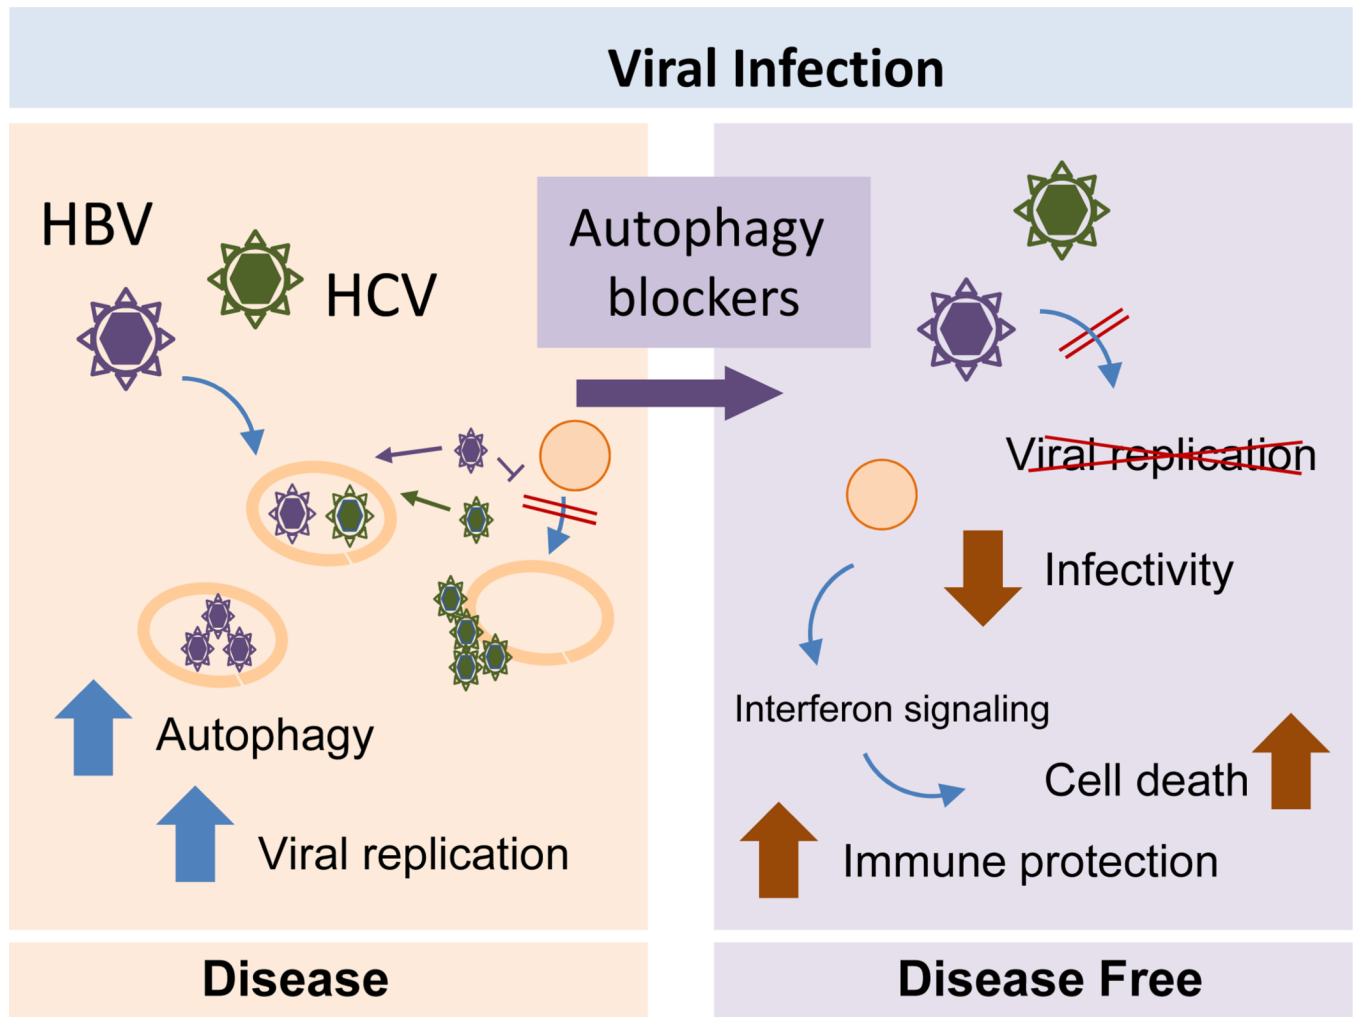 Viral Infection
HBV
HCV
Autophagy
blockers
Autophagy
Viral replication
Disease
Viral replication
Infectivity
Interferon signaling
Cell death
Immune protection
Disease Free